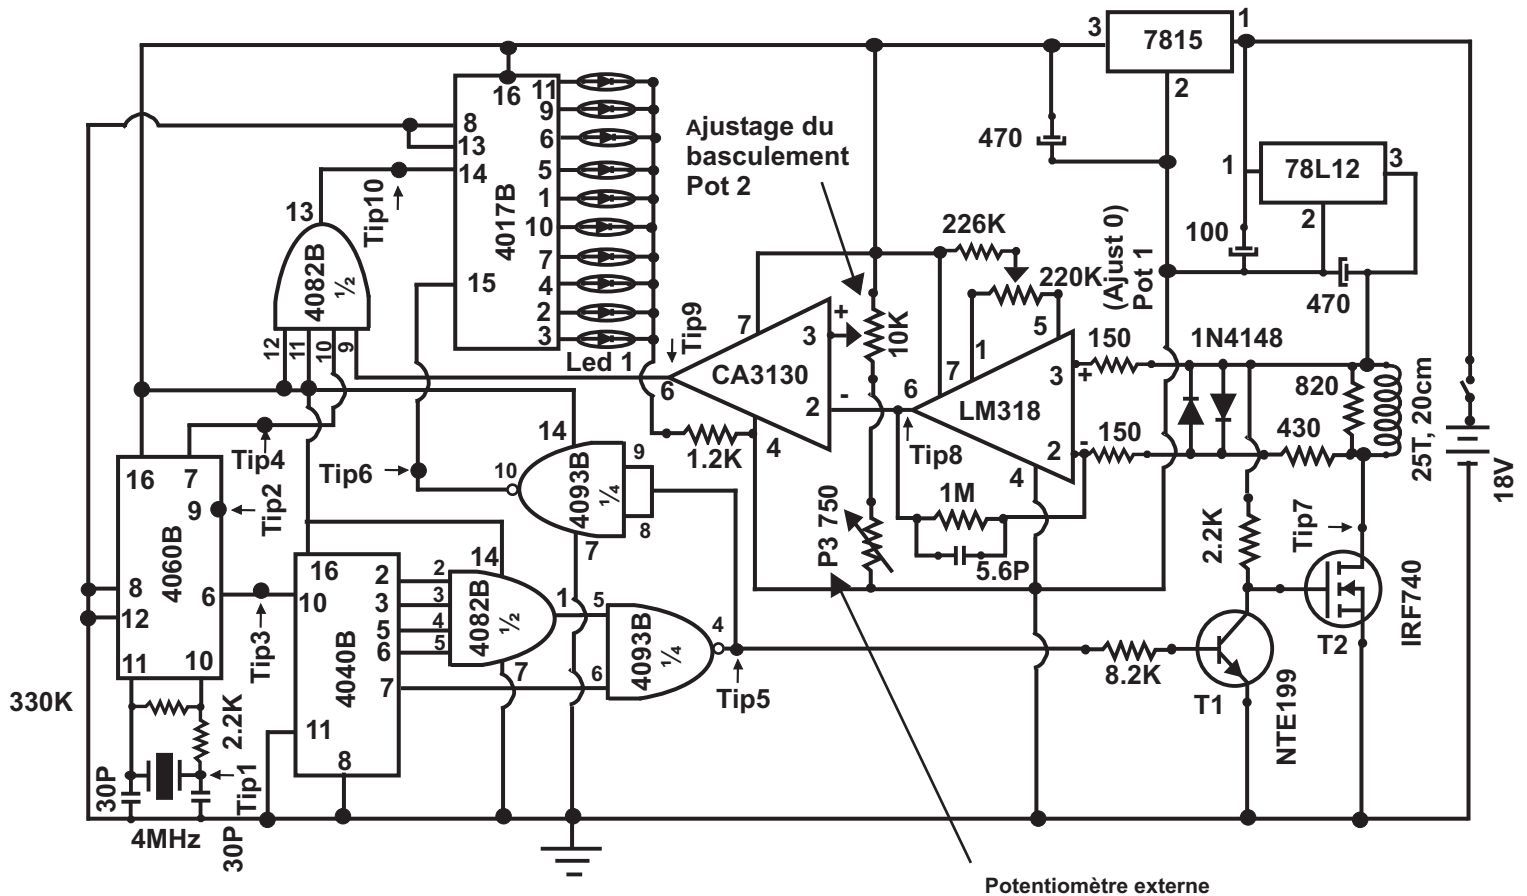 3
7815
1
2
470
78L12
1
3
2
100
470
16
11
9
6
5
1
10
7
4
2
3
8
13
14
15
4017B
Led 1
Ajustage du
basculement
Pot 2
Tip10
13
4082B
½
12
11
10
9
Tip9
226K
220K
(Ajust 0)
Pot 1
7
+
3
10K
CA3130
6
-
2
4
1.2K
7
1
5
6
LM318
3
+
2
-
4
150
150
1N4148
820
430
25T, 20cm
18V
Tip8
1M
5.6P
P3 750
2.2K
Tip7
IRF740
T2
T1
NTE199
8.2K
16
7
Tip4
9
Tip2
4060B
8
12
6
Tip3
11
10
330K
2.2K
30P
4MHz
30P
Tip1
Tip6
14
10
9
4093B
¼
8
7
16
10
2
3
5
6
7
4040B
11
8
2
3
4
5
14
4082B
½
1
7
5
6
4093B
¼
4
Tip5
Potentiomètre externe